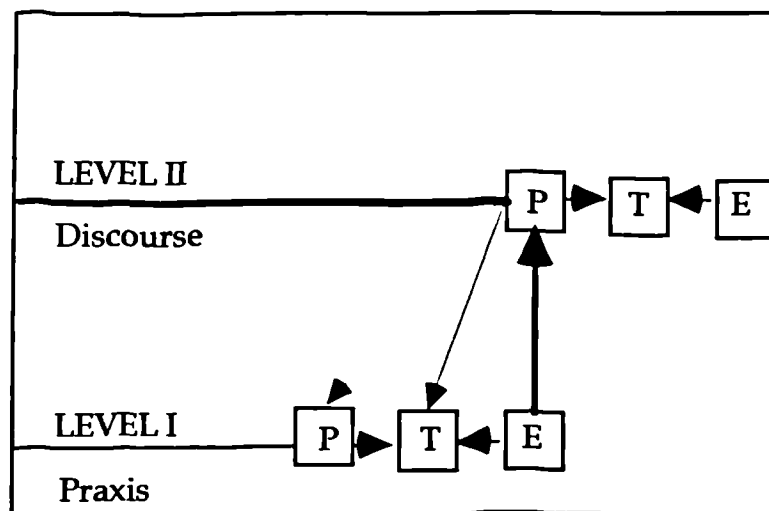 LEVEL II
P T E
Discourse
LEVEL I
P T E
Praxis